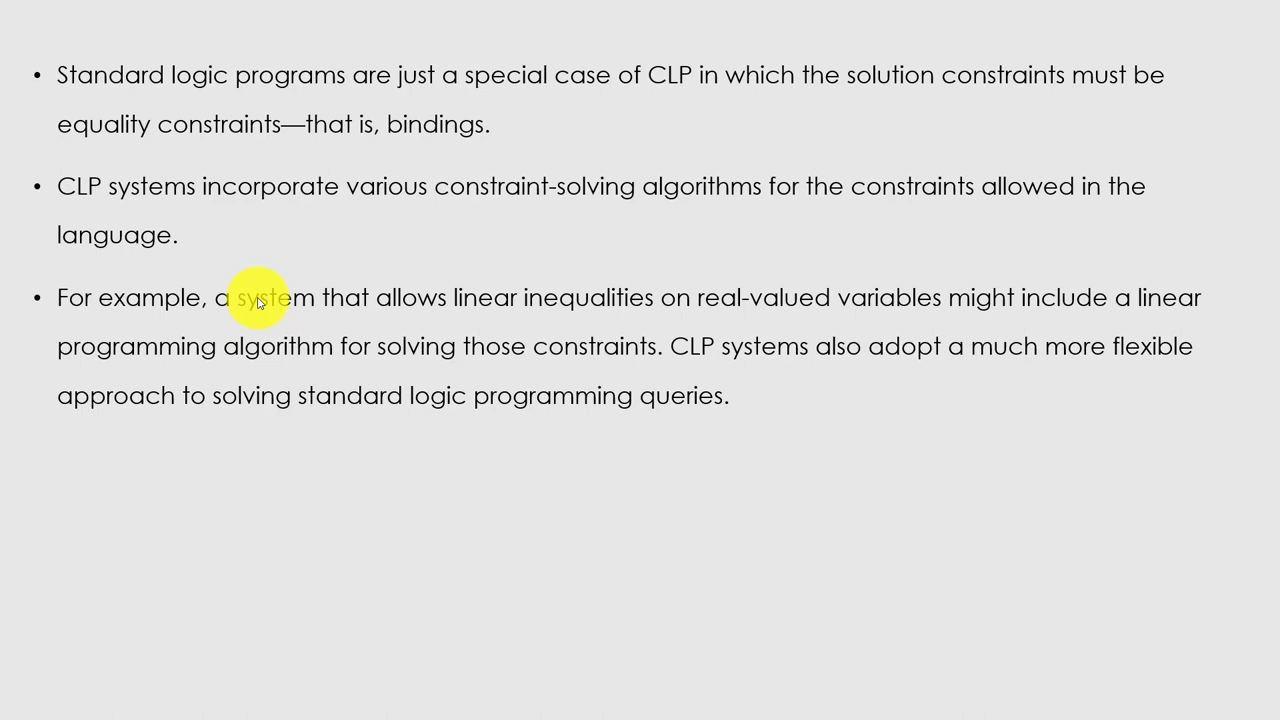 • Standard logic programs are just a special case of CLP in which the solution constraints must be
equality constraints—that is, bindings.
• CLP systems incorporate various constraint-solving algorithms for the constraints allowed in the
language.
• For example, a system that allows linear inequalities on real-valued variables might include a linear
programming algorithm for solving those constraints. CLP systems also adopt a much more flexible
approach to solving standard logic programming queries.